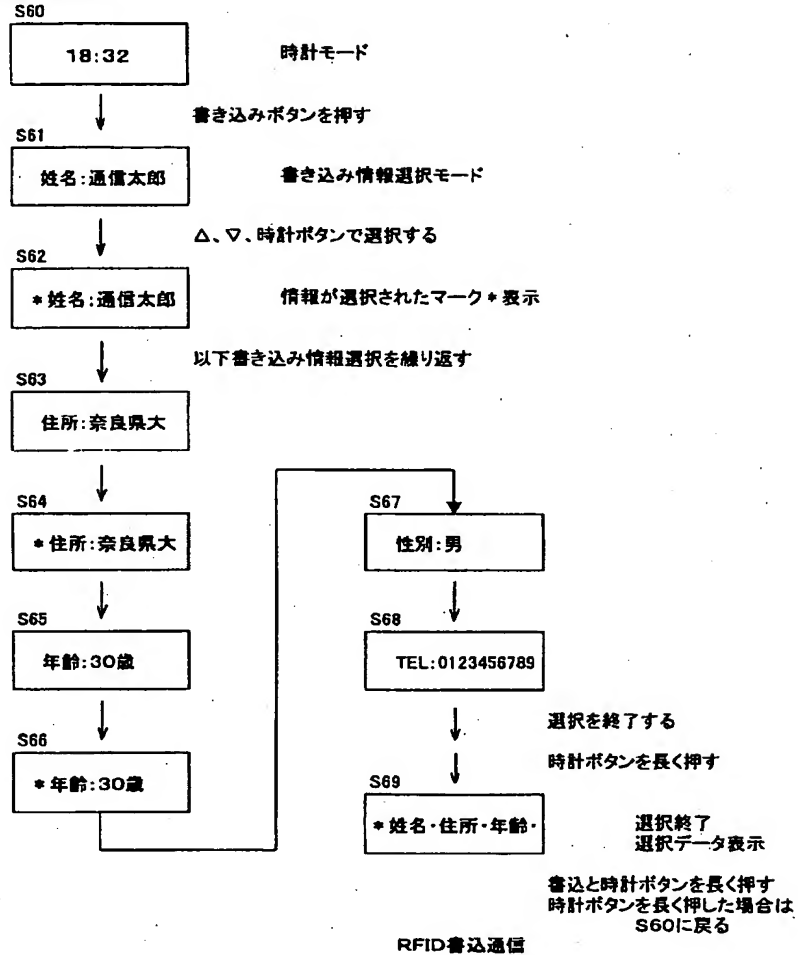 S60
18:32
時計モード
書き込みボタンを押す
S61
姓名:通信太郎
書き込み情報選択モード
△、▽、時計ボタンで選択する
S62
*姓名:通信太郎
情報が選択されたマーク*表示
以下書き込み情報選択を繰り返す
S63
住所:奈良県大
S64
*住所:奈良県大
S65
年齢:30歳
S66
*年齢:30歳
S67
性別:男
S68
TEL:0123456789
選択を終了する
時計ボタンを長く押す
S69
*姓名・住所・年齢・
選択終了
選択データ表示
書込と時計ボタンを長く押す
時計ボタンを長く押した場合は
S60に戻る
RFID書込通信